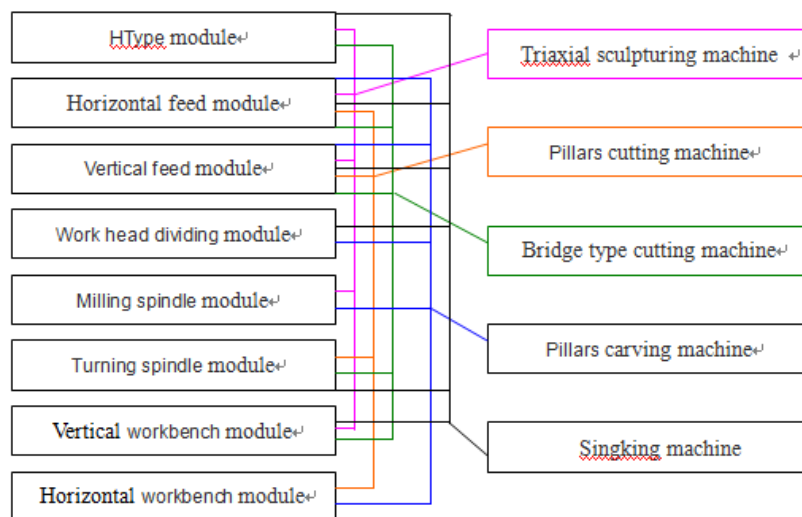 HType module
Horizontal feed module
Vertical feed module
Work head dividing module
Milling spindle module
Turning spindle module
Vertical workbench module
Horizontal workbench module
Triaxial sculpturing machine
Pillars cutting machine
Bridge type cutting machine
Pillars carving machine
Singking machine